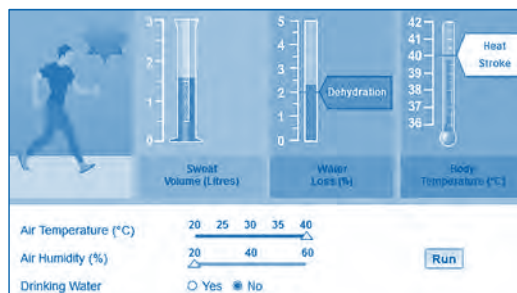 3
2
1
0
Sweat
Volume (Litres)
5
4
3
2
1
0
Dehydration
Water
Loss (%)
42
41
40
39
38
37
36
Heat
Stroke
Body
Temperature (°C)
Air Temperature (°C) 20 25 30 35 40
Air Humidity (%) 20 40 60
Run
Drinking Water Yes No